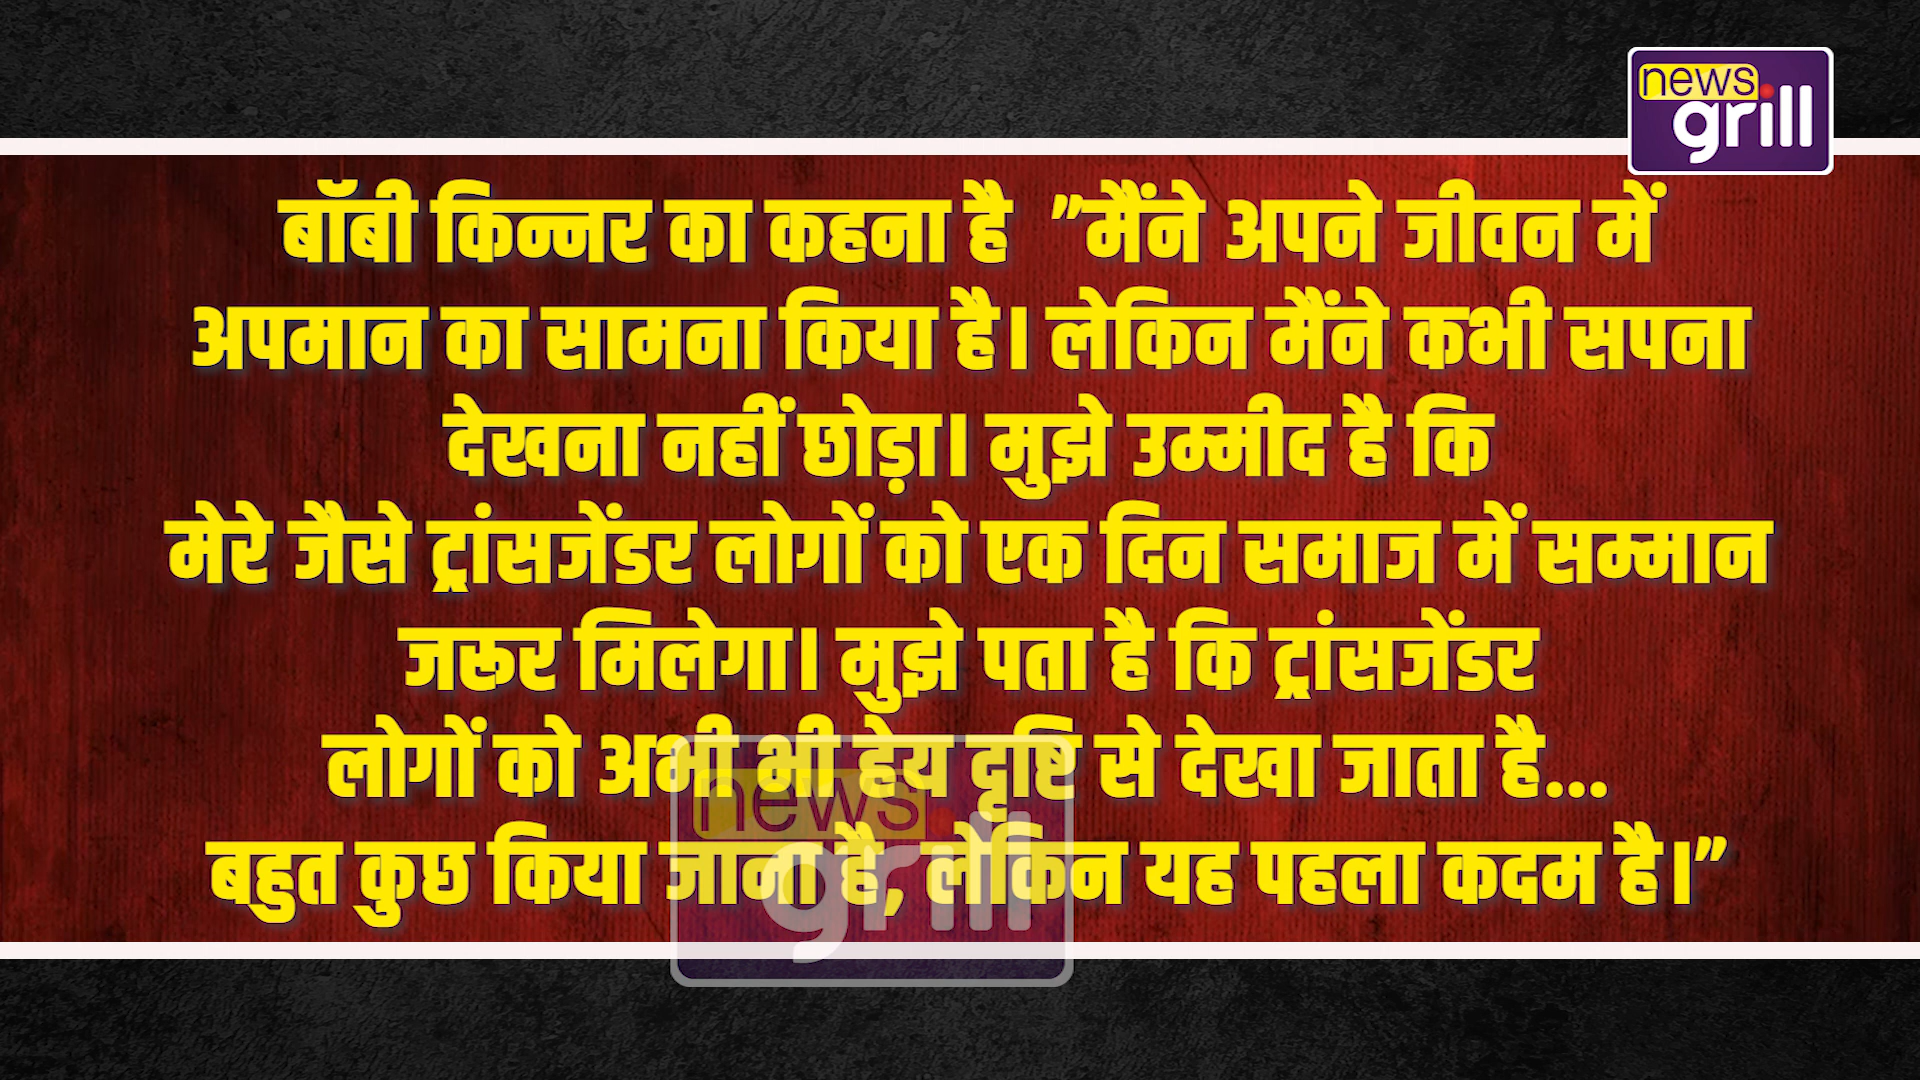 news
grill
बॉबी किन्नर का कहना है "मैंने अपने जीवन में
अपमान का सामना किया है। लेकिन मैंने कभी सपना
देखना नहीं छोड़ा। मुझे उम्मीद है कि
मेरे जैसे ट्रांसजेंडर लोगों को एक दिन समाज में सम्मान
जरूर मिलेगा। मुझे पता है कि ट्रांसजेंडर
लोगों को अभी भी हेय दृष्टि से देखा जाता है...
बहुत कुछ किया जाना है, लेकिन यह पहला कदम है।"
news
grill